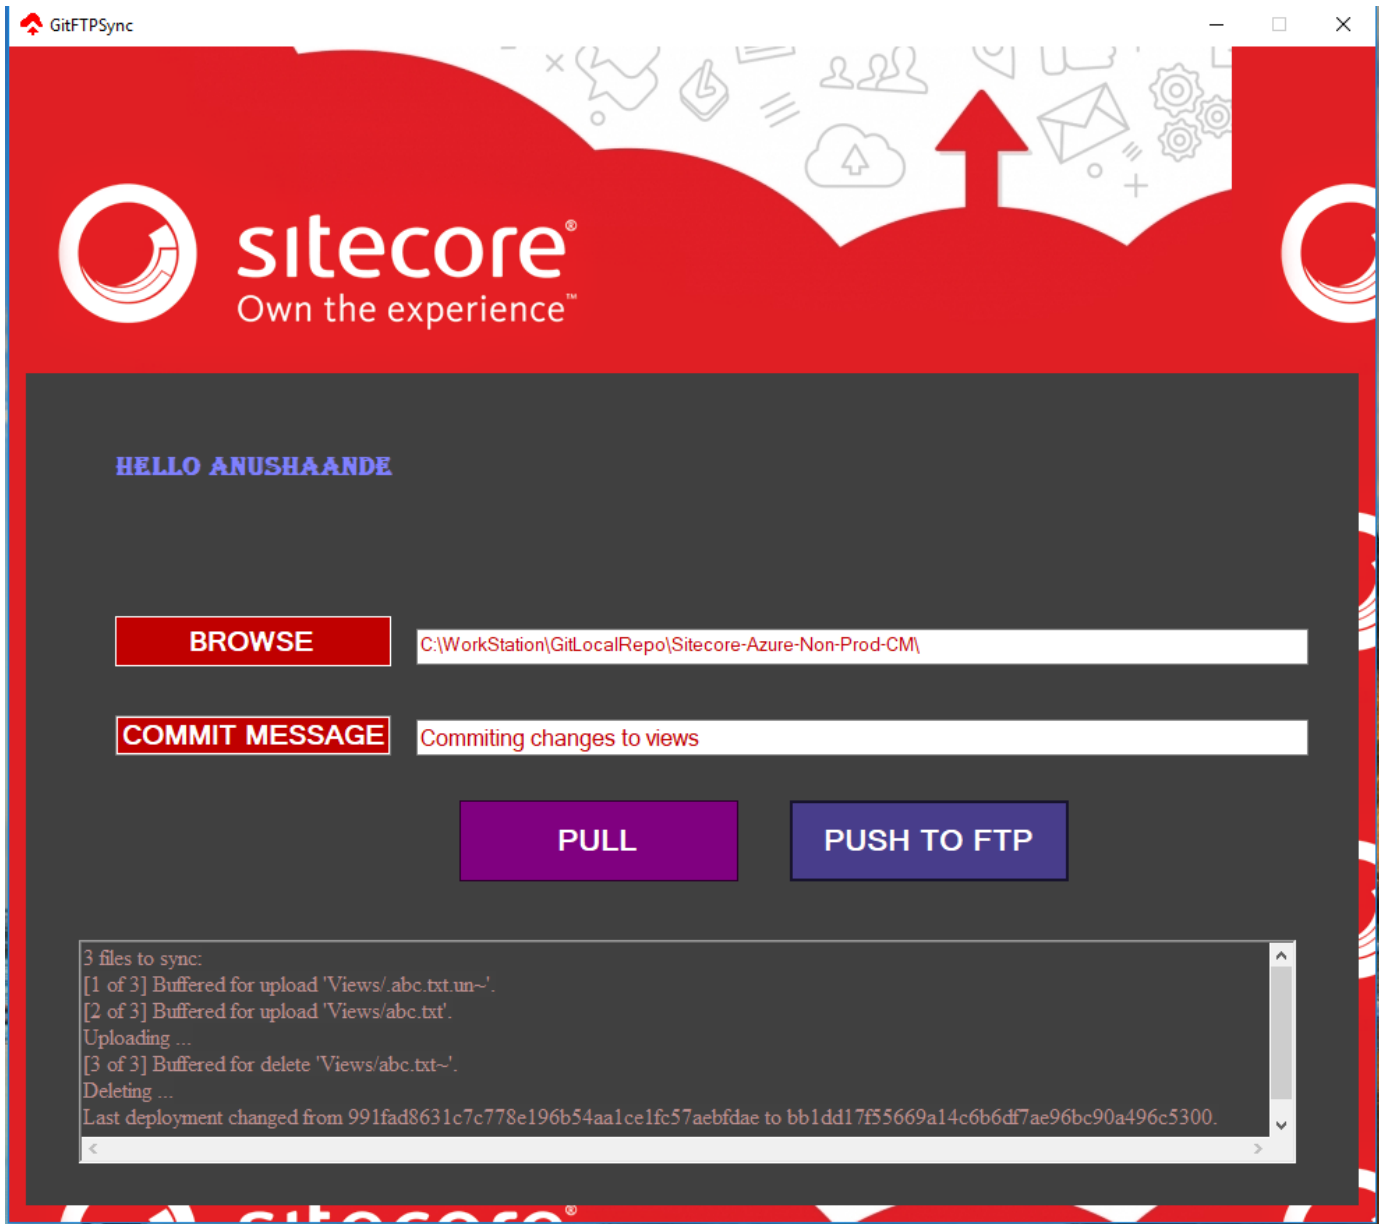 GitFTPSync
sitecore®
Own the experience™
HELLO ANUSHAANDE
BROWSE
C:\WorkStation\GitLocalRepo\Sitecore-Azure-Non-Prod-CM\
COMMIT MESSAGE
Commiting changes to views
PULL
PUSH TO FTP
3 files to sync:
[1 of 3] Buffered for upload 'Views/.abc.txt.un~'.
[2 of 3] Buffered for upload 'Views/abc.txt'.
Uploading ...
[3 of 3] Buffered for delete 'Views/abc.txt~'.
Deleting ...
Last deployment changed from 991fad8631c7c778e196b54aa1ce1fc57aebfdae to bb1dd17f55669a14c6b6df7ae96bc90a496c5300.
sitecore®